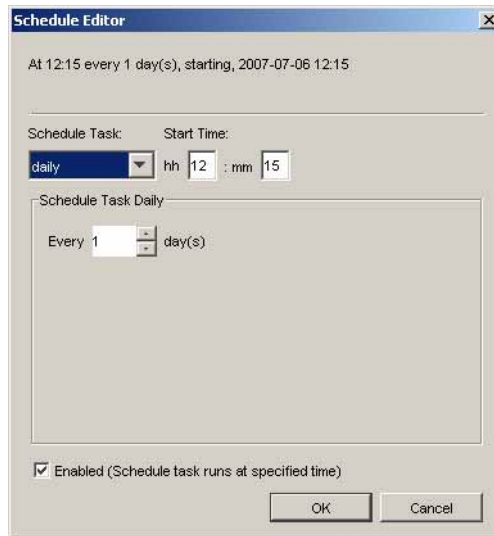 Schedule Editor
At 12:15 every 1 day(s), starting, 2007-07-06 12:15
Schedule Task: Start Time:
daily hh 12 : mm 15
Schedule Task Daily
Every 1 day(s)
Enabled (Schedule task runs at specified time)
OK Cancel